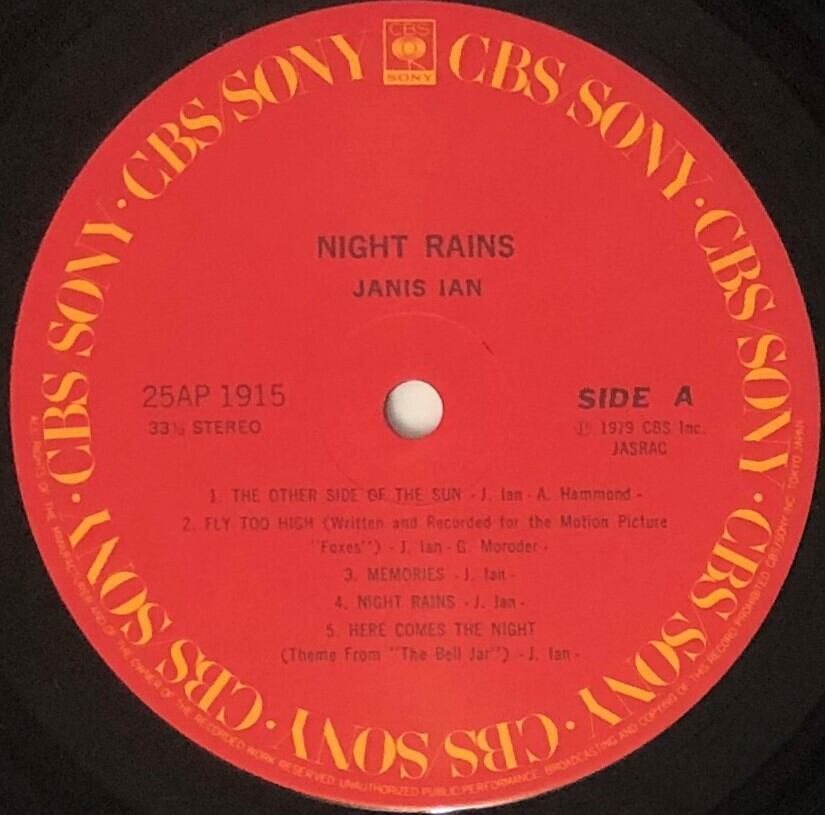 CBS
SONY
CBS/SONY · CBS/SONY · CBS/SONY · CBS/SONY · CBS/SONY · CBS/SONY · CBS/SONY · CBS/SONY
NIGHT RAINS
JANIS IAN
25AP 1915
33⅓ STEREO
SIDE A
Ⓟ 1979 CBS Inc.
JASRAC
1. THE OTHER SIDE OF THE SUN - J. Ian - A. Hammond -
2. FLY TOO HIGH (Written and Recorded for the Motion Picture
"Foxes") - J. Ian - G. Moroder -
3. MEMORIES - J. Ian -
4. NIGHT RAINS - J. Ian -
5. HERE COMES THE NIGHT
(Theme From "The Bell Jar") - J. Ian -
ALL RIGHTS OF THE MANUFACTURER AND OF THE OWNER OF THE RECORDED WORK RESERVED. UNAUTHORIZED PUBLIC PERFORMANCE, BROADCASTING AND COPYING OF THIS RECORD PROHIBITED CBS/SONY INC. TOKYO JAPAN